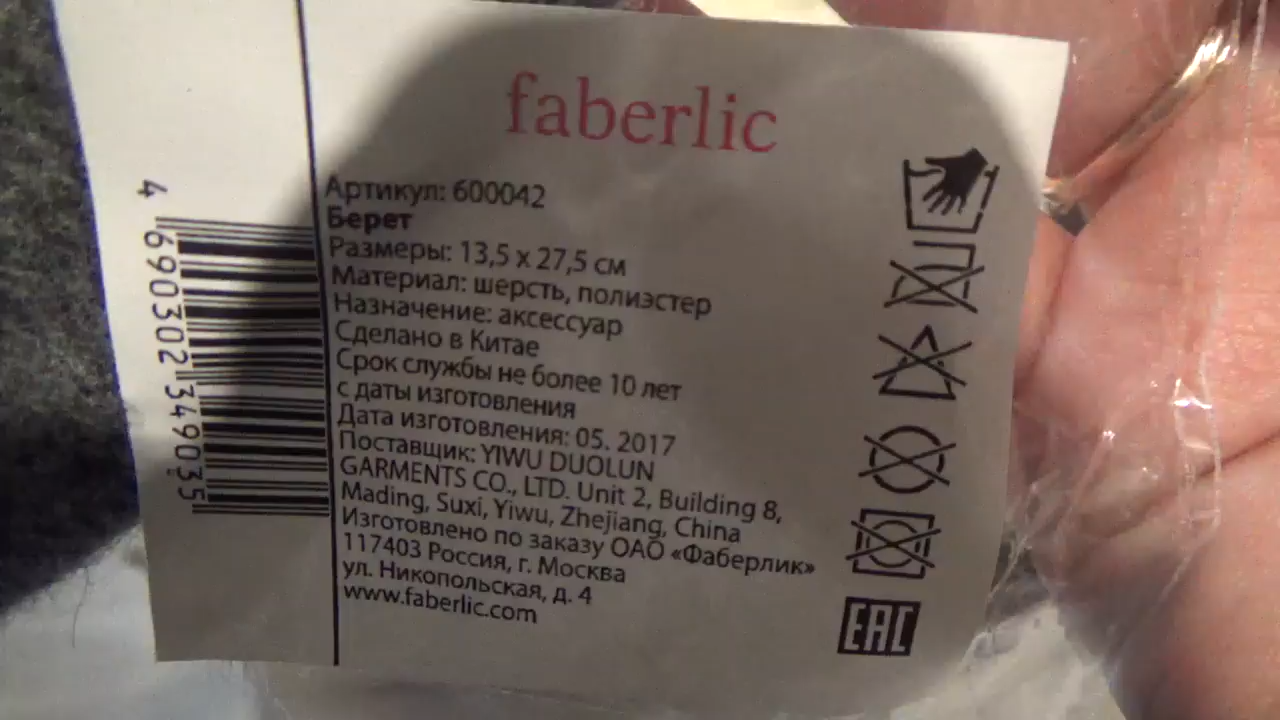 faberlic
Артикул: 600042
Берет
Размеры: 13,5 x 27,5 см
Материал: шерсть, полиэстер
Назначение: аксессуар
Сделано в Китае
Срок службы не более 10 лет
с даты изготовления
Дата изготовления: 05. 2017
Поставщик: YIWU DUOLUN
GARMENTS CO., LTD. Unit 2, Building 8,
Mading, Suxi, Yiwu, Zhejiang, China
Изготовлено по заказу ОАО «Фаберлик»
117403 Россия, г. Москва
ул. Никопольская, д. 4
www.faberlic.com
4 690302 349035
EAC